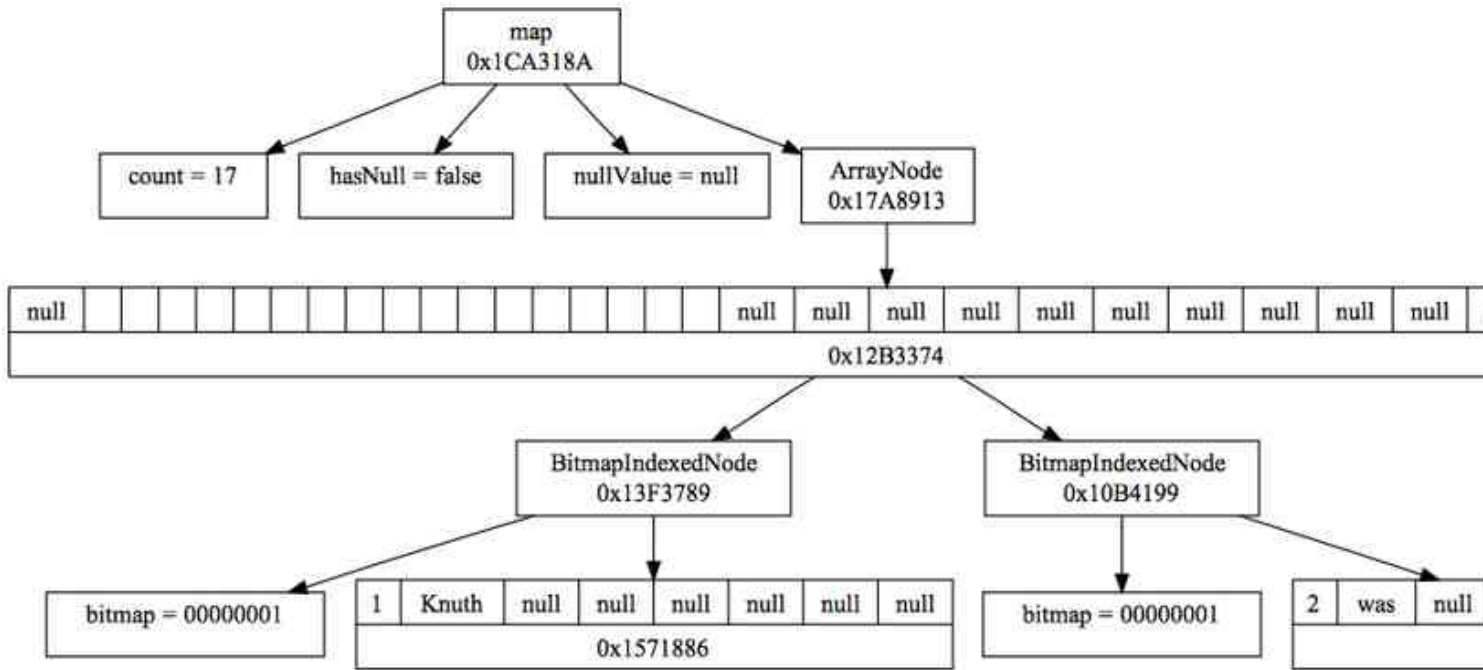 map
0x1CA318A
count = 17 hasNull = false nullValue = null ArrayNode
0x17A8913
null null null null null null null null null null null
0x12B3374
BitmapIndexedNode BitmapIndexedNode
0x13F3789 0x10B4199
bitmap = 00000001 1 Knuth null null null null null null bitmap = 00000001 2 was null
0x1571886